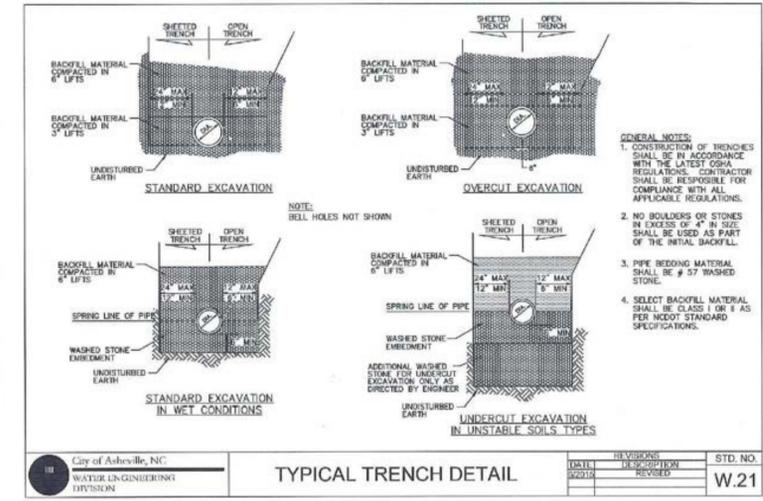 SHEETED TRENCH
OPEN TRENCH
BACKFILL MATERIAL
COMPACTED IN
6" LIFTS
24" MAX
12" MAX
BACKFILL MATERIAL
COMPACTED IN
3" LIFTS
DIA.
UNDISTURBED
EARTH
STANDARD EXCAVATION
SHEETED TRENCH
OPEN TRENCH
BACKFILL MATERIAL
COMPACTED IN
6" LIFTS
24" MAX
12" MAX
BACKFILL MATERIAL
COMPACTED IN
3" LIFTS
DIA.
UNDISTURBED
EARTH
6"
OVERCUT EXCAVATION
NOTE:
BELL HOLES NOT SHOWN
SHEETED TRENCH
OPEN TRENCH
BACKFILL MATERIAL
COMPACTED IN
6" LIFTS
24" MAX
12" MAX
12" MIN
SPRING LINE OF PIPE
DIA.
WASHED STONE
EMBEDMENT
MIN
UNDISTURBED
EARTH
STANDARD EXCAVATION
IN WET CONDITIONS
SHEETED TRENCH
OPEN TRENCH
BACKFILL MATERIAL
COMPACTED IN
6" LIFTS
24" MAX
12" MAX
12" MIN
6" MIN
SPRING LINE OF PIPE
DIA.
WASHED STONE
EMBEDMENT
MIN
ADDITIONAL WASHED
STONE FOR UNDERCUT
EXCAVATION ONLY AS
DIRECTED BY ENGINEER
UNDISTURBED
EARTH
UNDERCUT EXCAVATION
IN UNSTABLE SOILS TYPES
GENERAL NOTES:
1. CONSTRUCTION OF TRENCHES
SHALL BE IN ACCORDANCE
WITH THE LATEST OSHA
REGULATIONS. CONTRACTOR
SHALL BE RESPOSIBLE FOR
COMPLIANCE WITH ALL
APPLICABLE REGULATIONS.
2. NO BOULDERS OR STONES
IN EXCESS OF 4" IN SIZE
SHALL BE USED AS PART
OF THE INITIAL BACKFILL.
3. PIPE BEDDING MATERIAL
SHALL BE # 57 WASHED
STONE.
4. SELECT BACKFILL MATERIAL
SHALL BE CLASS I OR II AS
PER NCDOT STANDARD
SPECIFICATIONS.
City of Asheville, NC
WATER ENGINEERING
DIVISION
TYPICAL TRENCH DETAIL
REVISIONS
DATE DESCRIPTION
5/2015 REVISED
STD. NO.
W.21